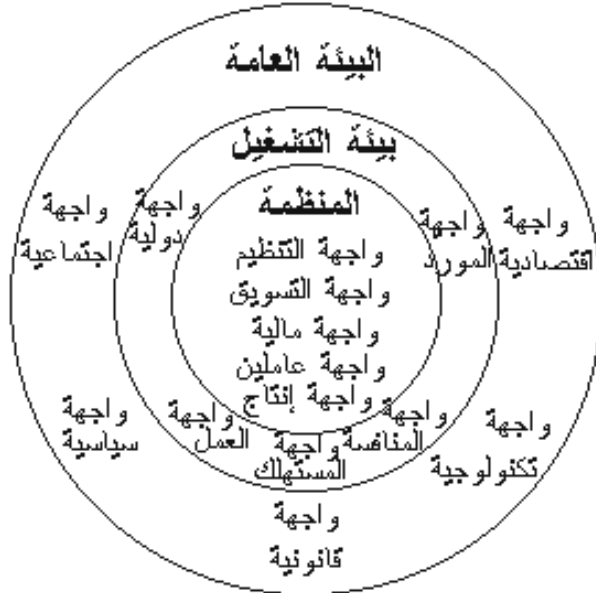 البيئة العامة
بيئة التشغيل
المنظمة
واجهة التنظيم
واجهة التسويق
واجهة مالية
واجهة عاملين
واجهة إنتاج
واجهة
دولية
واجهة
المورد
واجهة
العمل
واجهة
المستهلك
واجهة
المنافسة
واجهة
اجتماعية
واجهة
اقتصادية
واجهة
سياسية
واجهة
تكنولوجية
واجهة
قانونية